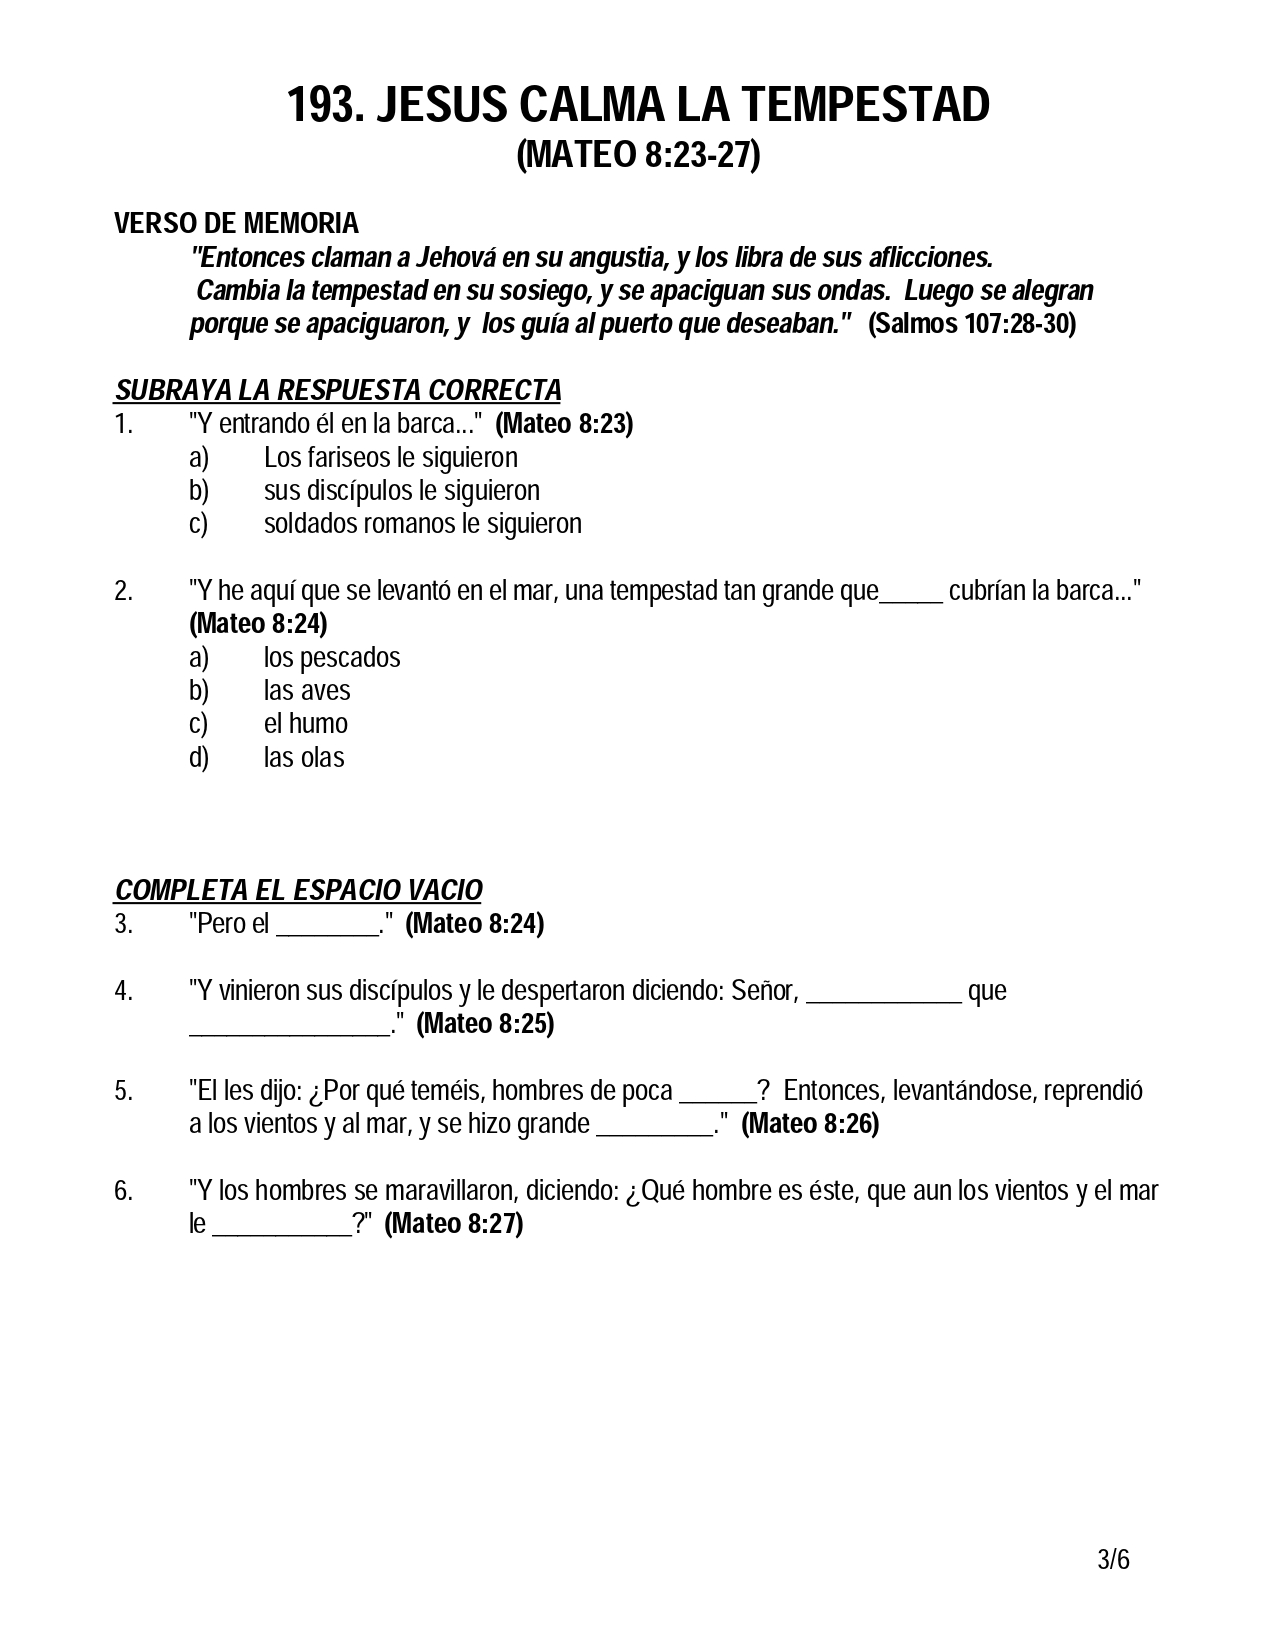 193. JESUS CALMA LA TEMPESTAD
(MATEO 8:23-27)
VERSO DE MEMORIA
"Entonces claman a Jehová en su angustia, y los libra de sus aflicciones.
Cambia la tempestad en su sosiego, y se apaciguan sus ondas. Luego se alegran
porque se apaciguaron, y los guía al puerto que deseaban." (Salmos 107:28-30)
SUBRAYA LA RESPUESTA CORRECTA
1. "Y entrando él en la barca..." (Mateo 8:23)
a) Los fariseos le siguieron
b) sus discípulos le siguieron
c) soldados romanos le siguieron
2. "Y he aquí que se levantó en el mar, una tempestad tan grande que_____ cubrían la barca..."
(Mateo 8:24)
a) los pescados
b) las aves
c) el humo
d) las olas
COMPLETA EL ESPACIO VACIO
3. "Pero el ________." (Mateo 8:24)
4. "Y vinieron sus discípulos y le despertaron diciendo: Señor, ____________ que
________________." (Mateo 8:25)
5. "El les dijo: ¿Por qué teméis, hombres de poca ______? Entonces, levantándose, reprendió
a los vientos y al mar, y se hizo grande _________." (Mateo 8:26)
6. "Y los hombres se maravillaron, diciendo: ¿Qué hombre es éste, que aun los vientos y el mar
le ___________?" (Mateo 8:27)
3/6